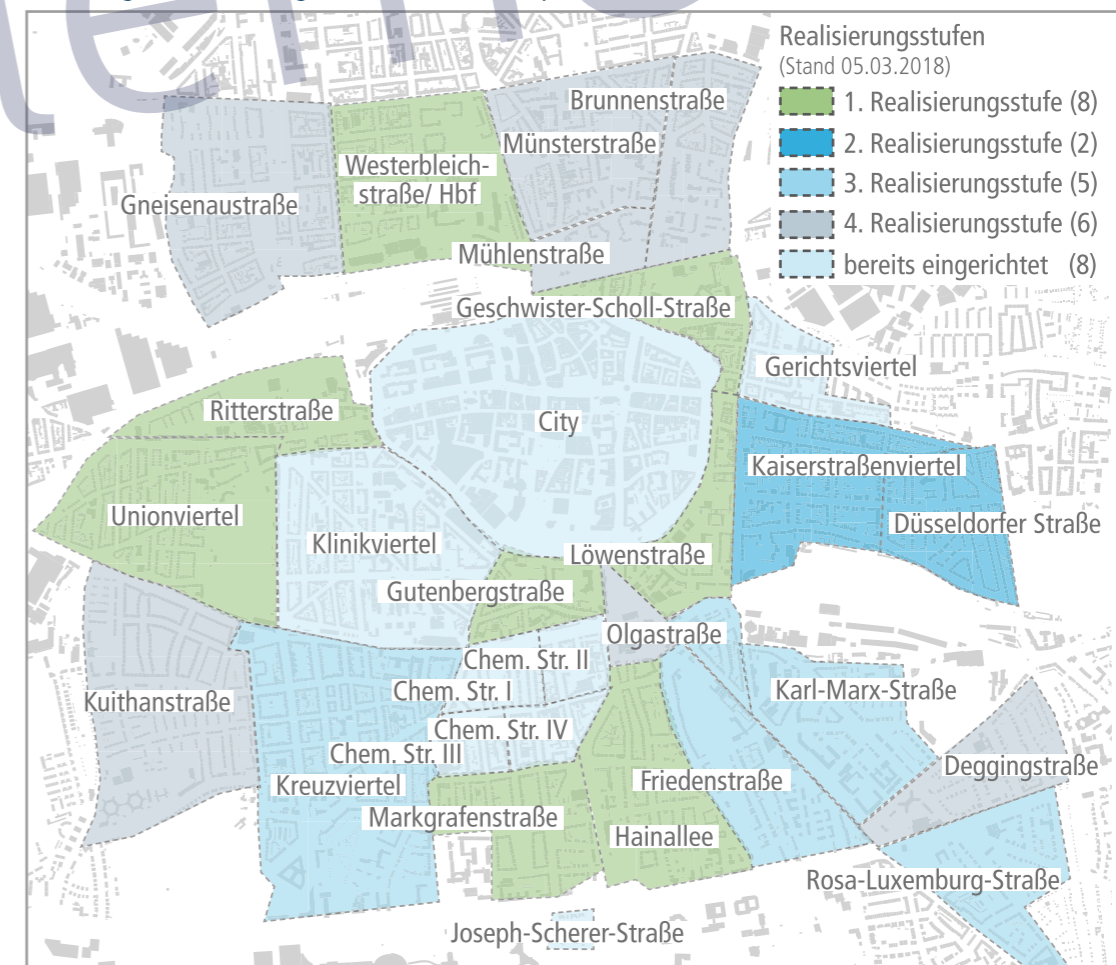 Realisierungsstufen
(Stand 05.03.2018)
1. Realisierungsstufe (8)
2. Realisierungsstufe (2)
3. Realisierungsstufe (5)
4. Realisierungsstufe (6)
bereits eingerichtet (8)
Brunnenstraße
Münsterstraße
Westerbleich-
straße/ Hbf
Gneisenaustraße
Mühlenstraße
Geschwister-Scholl-Straße
Gerichtsviertel
Ritterstraße
City
Kaiserstraßenviertel
Unionviertel
Düsseldorfer Straße
Klinikviertel
Löwenstraße
Gutenbergstraße
Olgastraße
Chem. Str. II
Chem. Str. I
Karl-Marx-Straße
Kuithanstraße
Chem. Str. IV
Chem. Str. III
Deggingstraße
Kreuzviertel
Friedenstraße
Markgrafenstraße
Hainallee
Rosa-Luxemburg-Straße
Joseph-Scherer-Straße